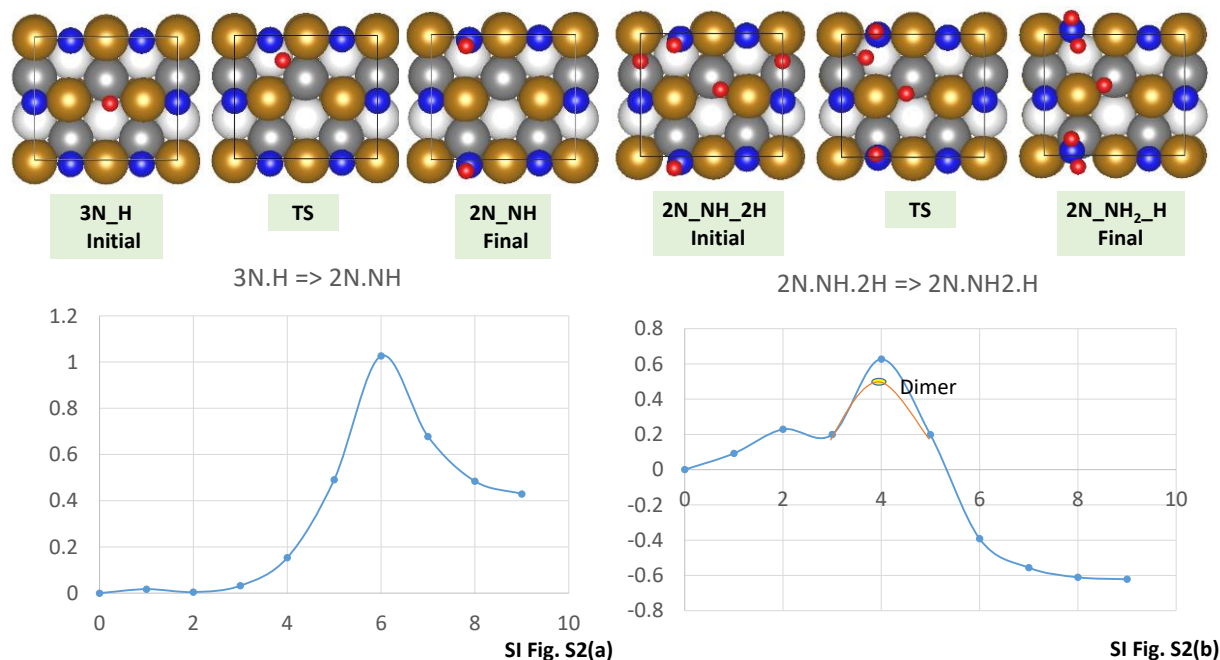 3N_H
Initial
TS
2N_NH
Final
2N_NH_2H
Initial
TS
2N_NH₂_H
Final
3N.H => 2N.NH
1.2
1
0.8
0.6
0.4
0.2
0
0 2 4 6 8 10
SI Fig. S2(a)
2N.NH.2H => 2N.NH2.H
0.8
0.6
0.4
0.2
0
-0.2
-0.4
-0.6
-0.8
0 2 4 6 8 10
Dimer
SI Fig. S2(b)